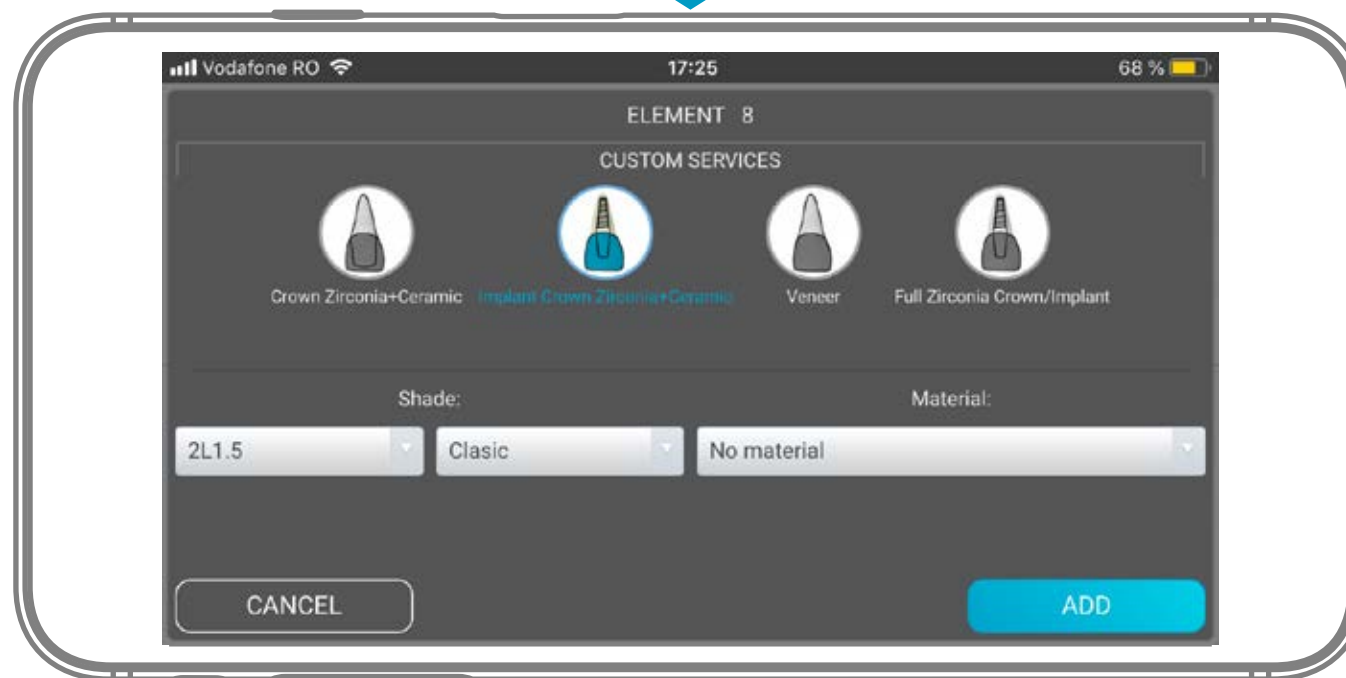 Vodafone RO 17:25 68 %
ELEMENT 8
CUSTOM SERVICES
Crown Zirconia+Ceramic Implant Crown Zirconia+Ceramic Veneer Full Zirconia Crown/Implant
Shade: Material:
2L1.5 Clasic No material
CANCEL ADD